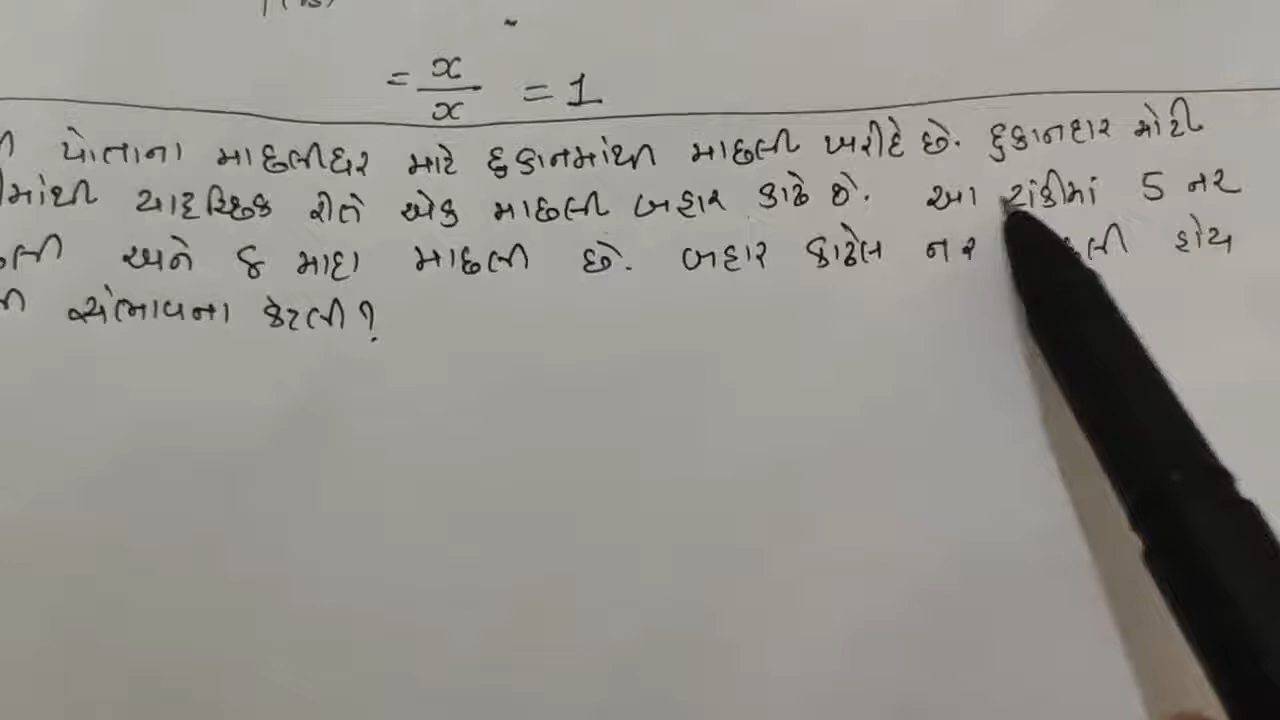 = x/x = 1
પોતાના માછલીઘર માટે દુકાનમાંથી માછલી ખરીદે છે. દુકાનદાર મોટી
યાદચ્છિક રીતે એક માછલી બહાર કાઢે છે. આ ટાંકીમાં 5 નર
અને 8 માદા માછલી છે. બહાર કાઢેલ નર હોય
સંભાવના કેટલી?